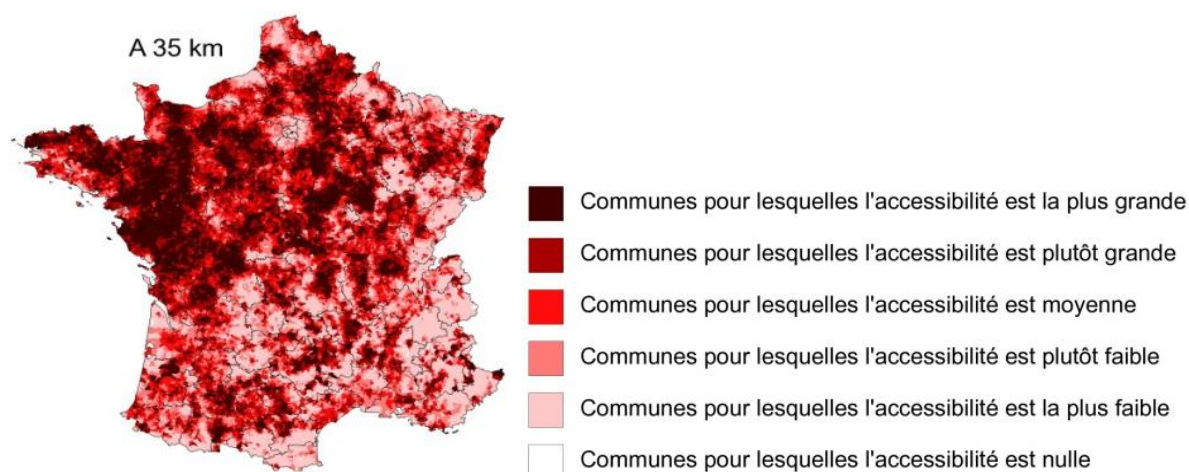 A 35 km
Communes pour lesquelles l'accessibilité est la plus grande
Communes pour lesquelles l'accessibilité est plutôt grande
Communes pour lesquelles l'accessibilité est moyenne
Communes pour lesquelles l'accessibilité est plutôt faible
Communes pour lesquelles l'accessibilité est la plus faible
Communes pour lesquelles l'accessibilité est nulle